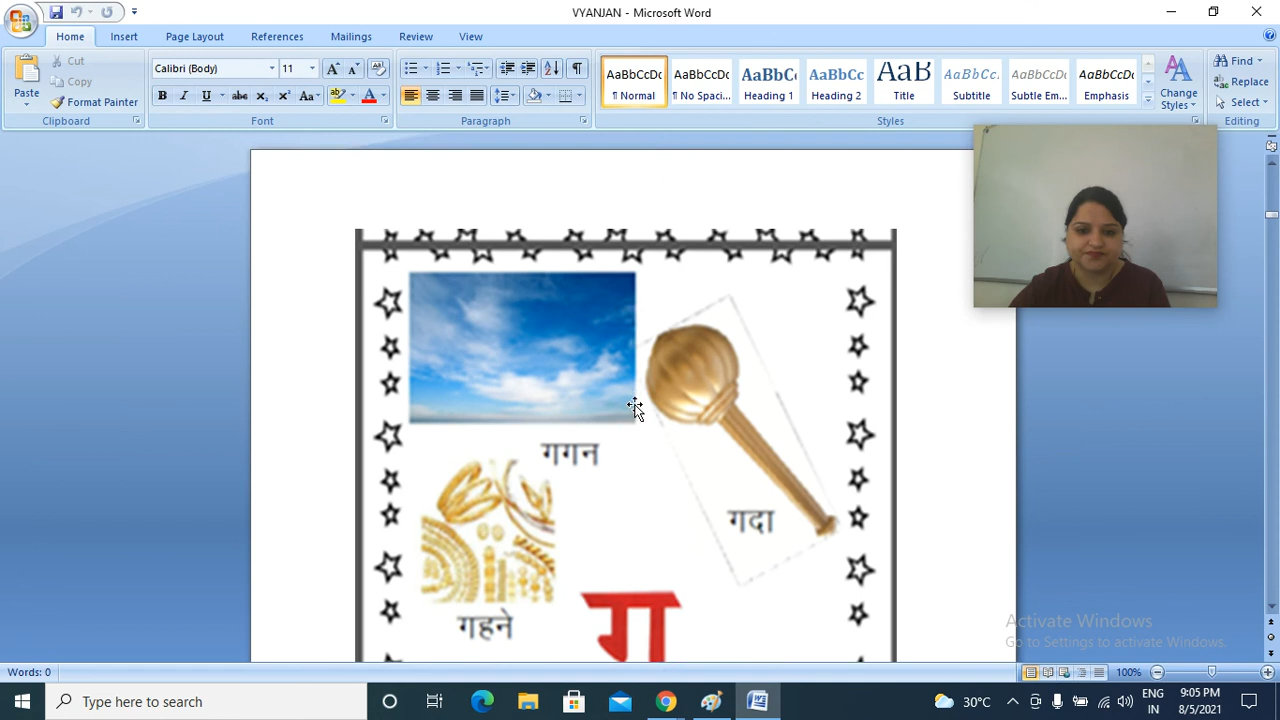 VYANJAN - Microsoft Word
Home Insert Page Layout References Mailings Review View
Paste
Cut
Copy
Format Painter
Clipboard
Calibri (Body) 11
Font
Paragraph
AaBbCcDc AaBbCcDc AaBbC AaBbCc AaB AaBbCc. AaBbCcDc AaBbCcDc
¶ Normal ¶ No Spaci... Heading 1 Heading 2 Title Subtitle Subtle Em... Emphasis
Change Styles
Styles
Find
Replace
Select
Editing
गगन
गदा
गहने
ग
Activate Windows
Go to Settings to activate Windows.
Words: 0
100%
Type here to search
30°C
ENG
IN
9:05 PM
8/5/2021